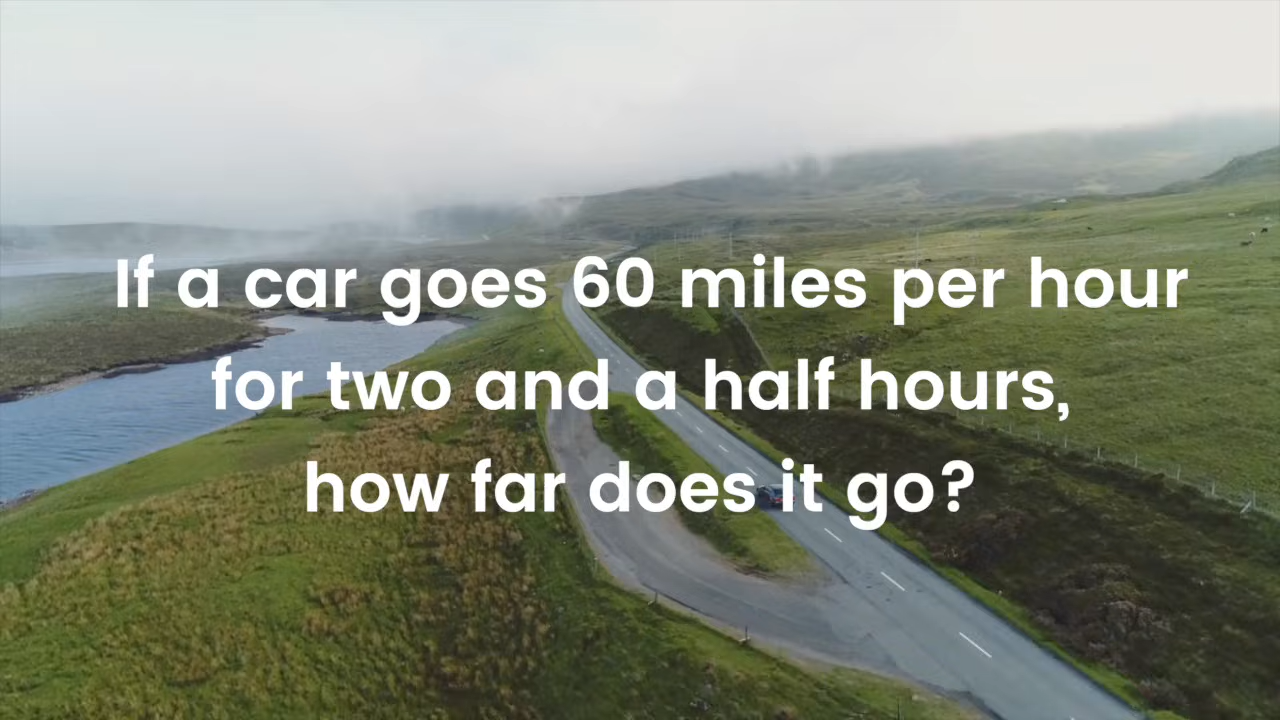 If a car goes 60 miles per hour
for two and a half hours,
how far does it go?